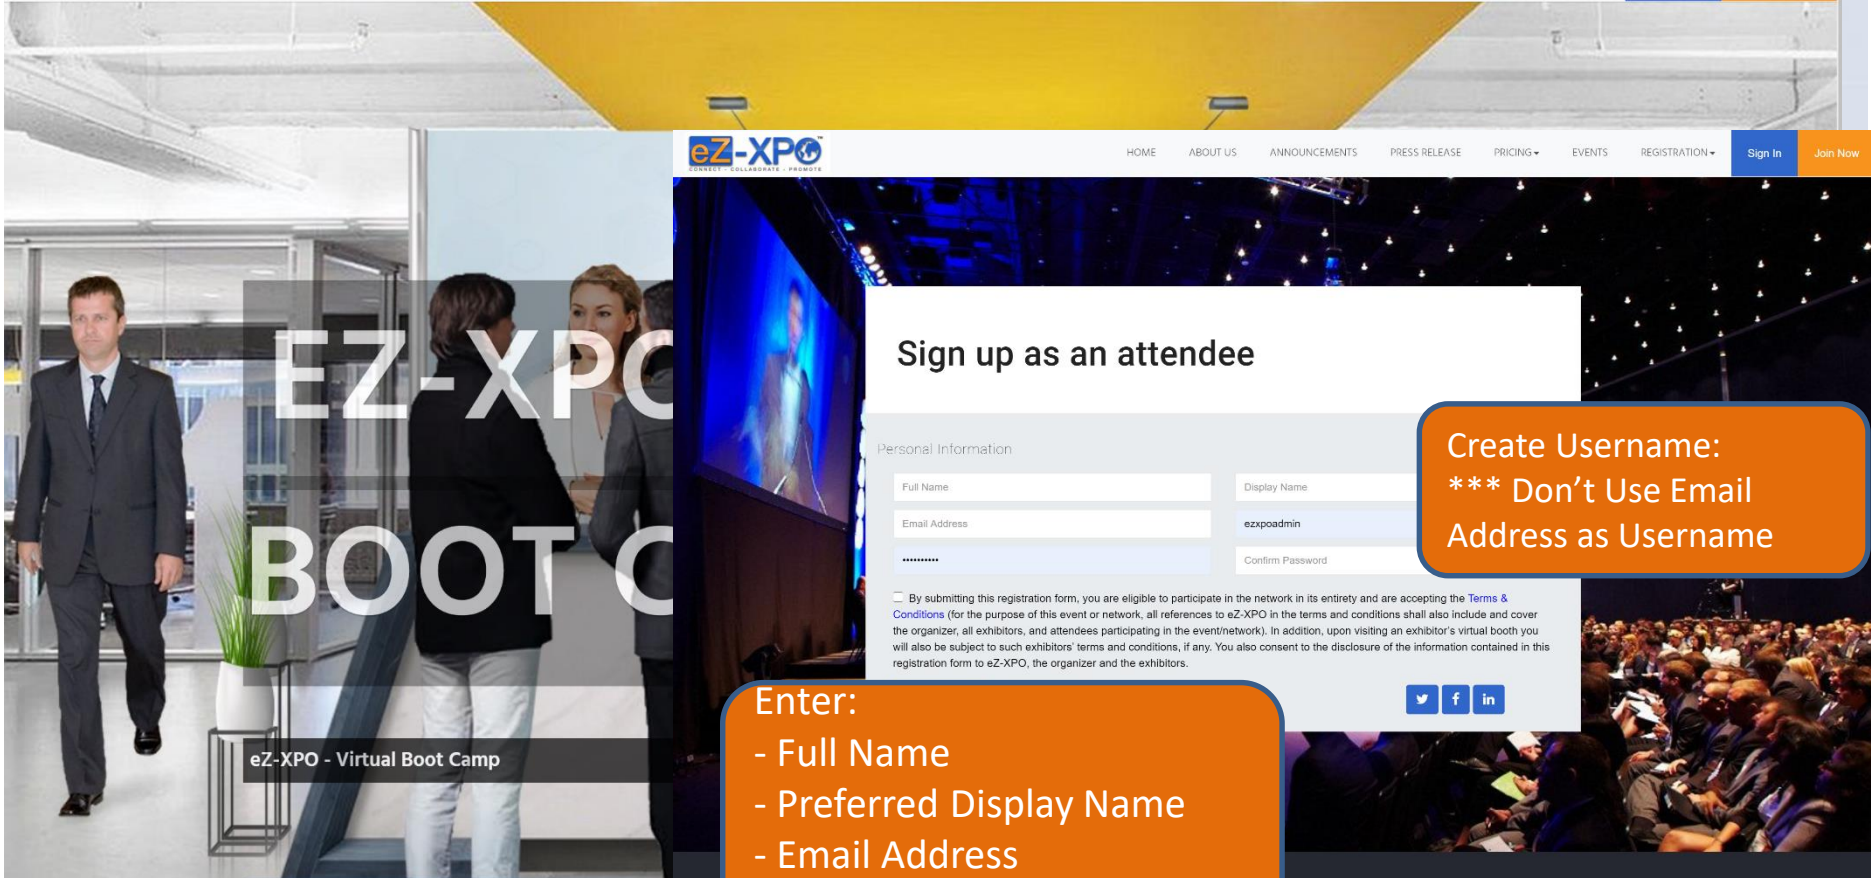 eZ-XPO™
CONNECT - COLLABORATE - PROMOTE
HOME ABOUT US ANNOUNCEMENTS PRESS RELEASE PRICING EVENTS REGISTRATION Sign In Join Now
EZ-XPO
BOOT C
eZ-XPO - Virtual Boot Camp
Sign up as an attendee
Personal Information
Full Name Display Name
Email Address ezxpoadmin
•••••••••• Confirm Password
By submitting this registration form, you are eligible to participate in the network in its entirety and are accepting the Terms &
Conditions (for the purpose of this event or network, all references to eZ-XPO in the terms and conditions shall also include and cover
the organizer, all exhibitors, and attendees participating in the event/network). In addition, upon visiting an exhibitor's virtual booth you
will also be subject to such exhibitors' terms and conditions, if any. You also consent to the disclosure of the information contained in this
registration form to eZ-XPO, the organizer and the exhibitors.
Create Username:
*** Don’t Use Email
Address as Username
Enter:
- Full Name
- Preferred Display Name
- Email Address